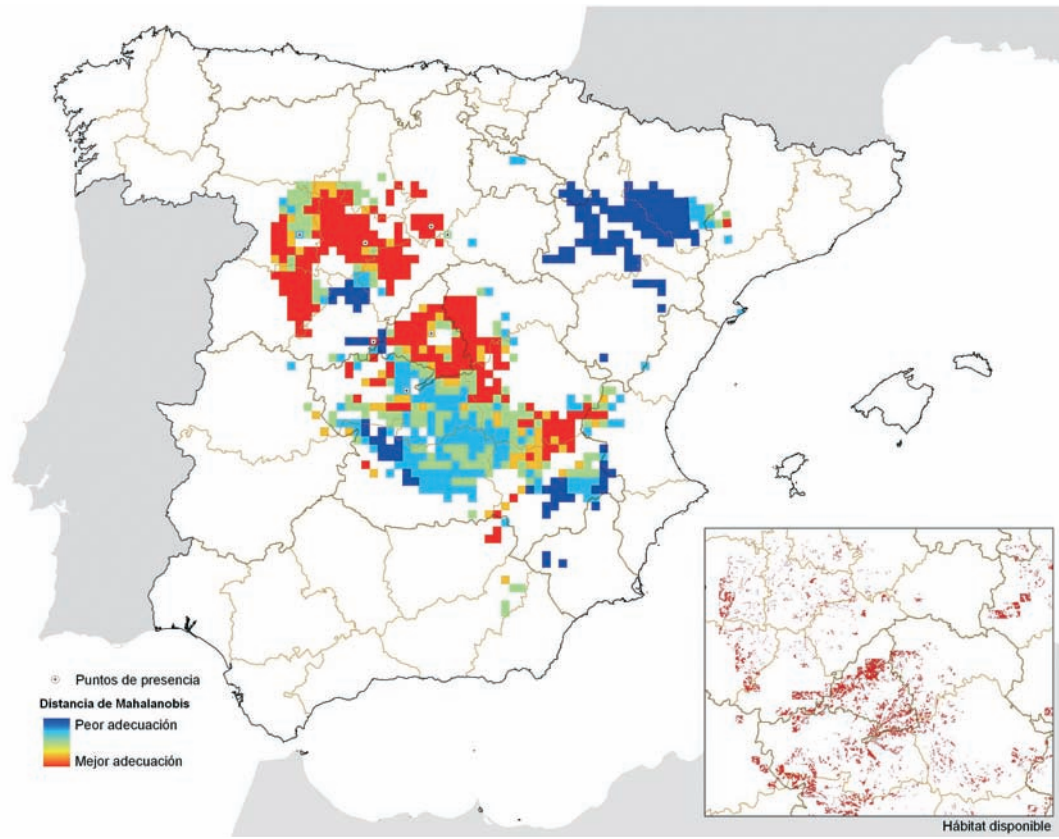 Puntos de presencia
Distancia de Mahalanobis
Peor adecuación
Mejor adecuación
Hábitat disponible